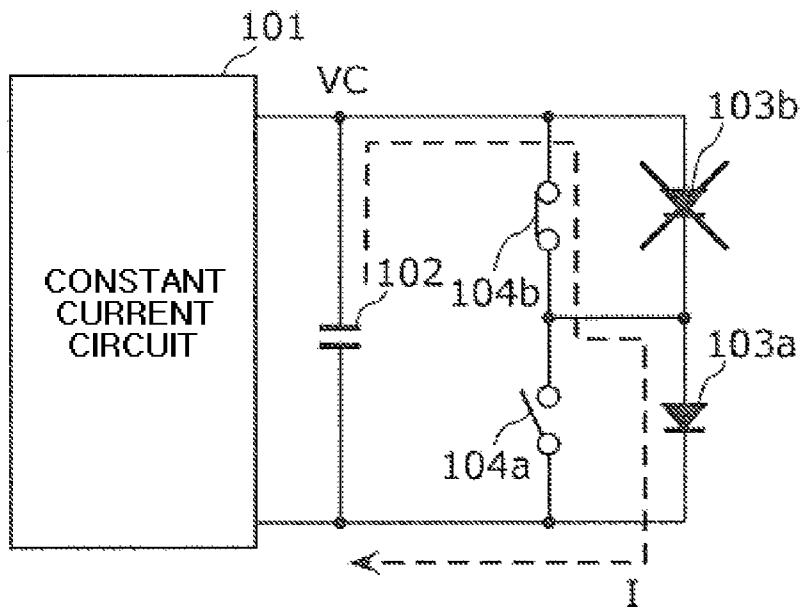 101
VC
103b
CONSTANT
CURRENT
CIRCUIT
102
104b
103a
104a
I